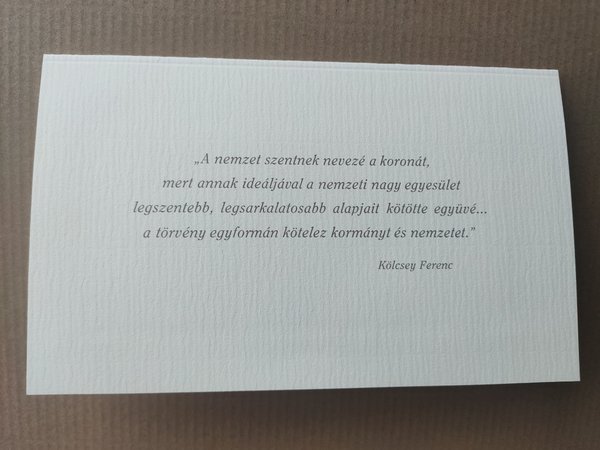 „A nemzet szentnek nevezé a koronát,
mert annak ideáljával a nemzeti nagy egyesület
legszentebb, legsarkalatosabb alapjait kötötte együvé...
a törvény egyformán kötelez kormányt és nemzetet.”
Kölcsey Ferenc